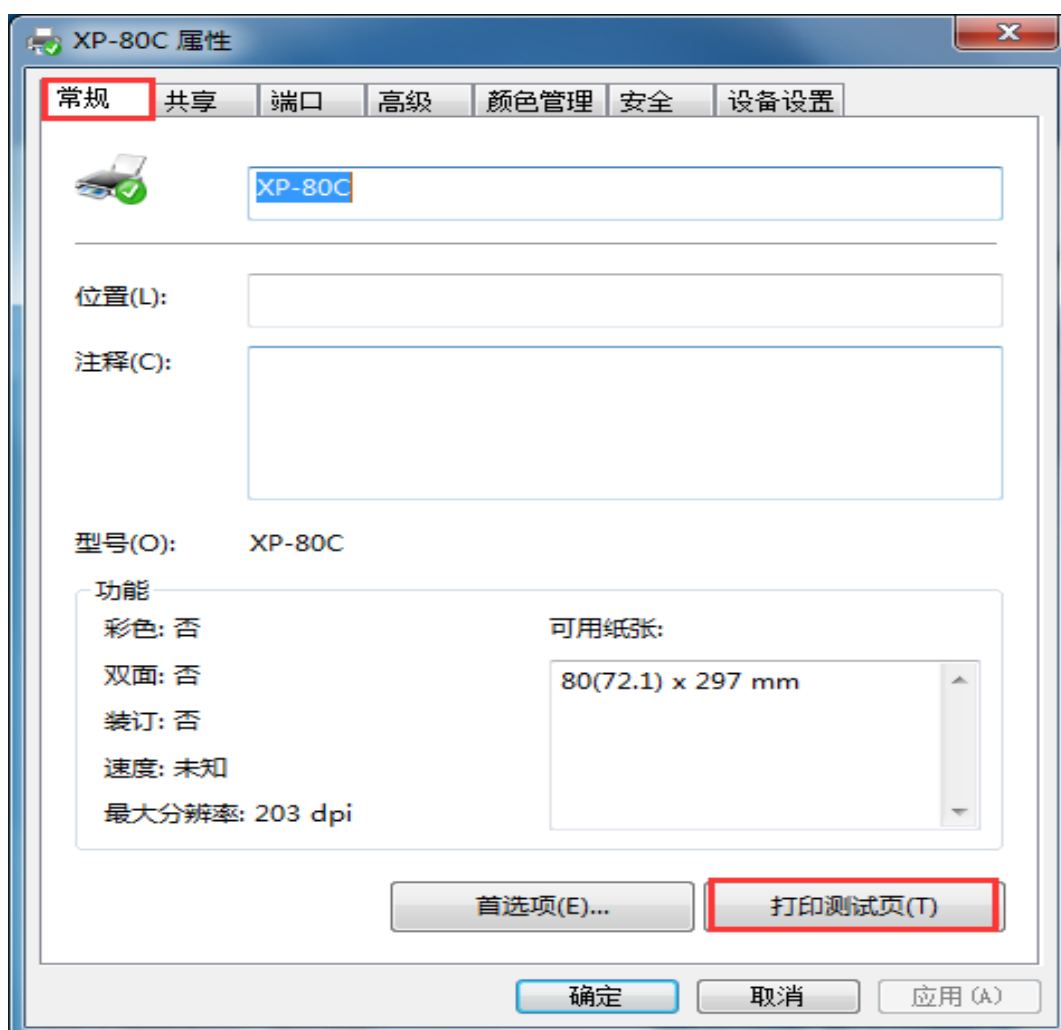 XP-80C 属性
常规 共享 端口 高级 颜色管理 安全 设备设置
XP-80C
位置(L):
注释(C):
型号(O): XP-80C
功能
彩色: 否 可用纸张:
双面: 否 80(72.1) x 297 mm
装订: 否
速度: 未知
最大分辨率: 203 dpi
首选项(E)... 打印测试页(T)
确定 取消 应用(A)